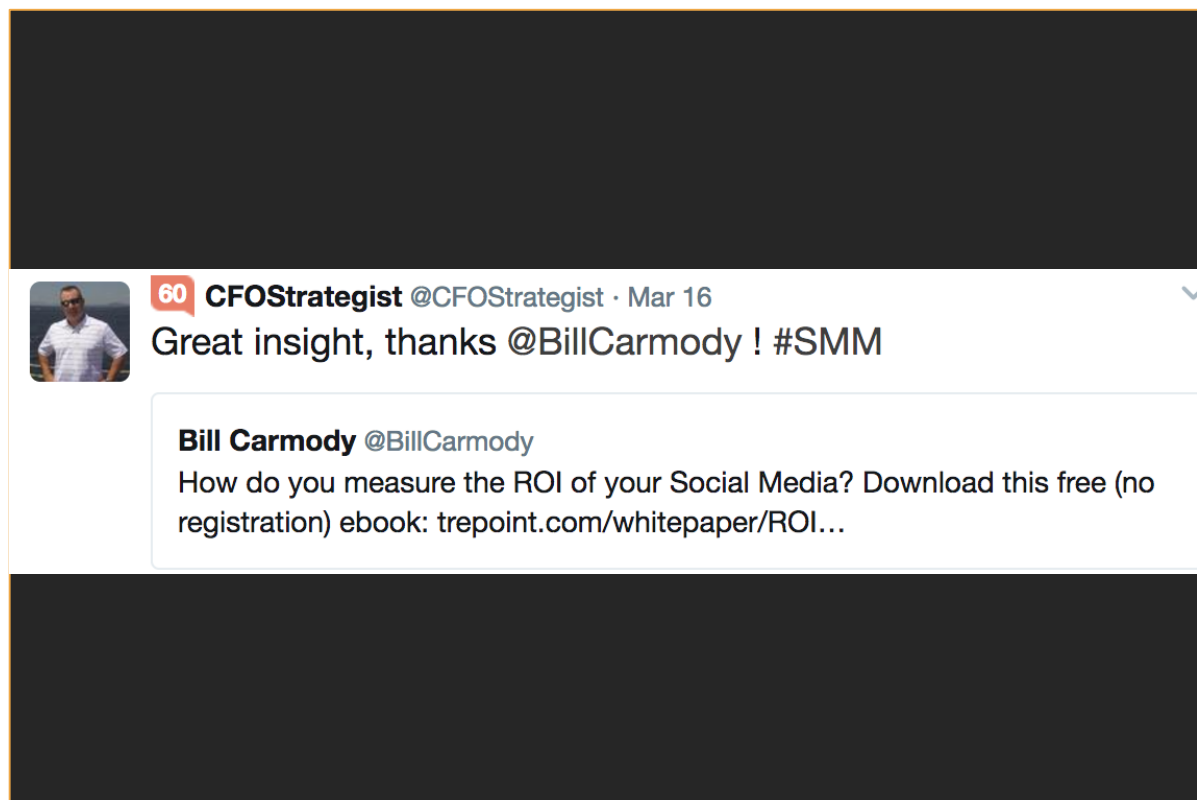 60 CFOStrategist @CFOStrategist · Mar 16
Great insight, thanks @BillCarmody ! #SMM
Bill Carmody @BillCarmody
How do you measure the ROI of your Social Media? Download this free (no
registration) ebook: trepoint.com/whitepaper/ROI…